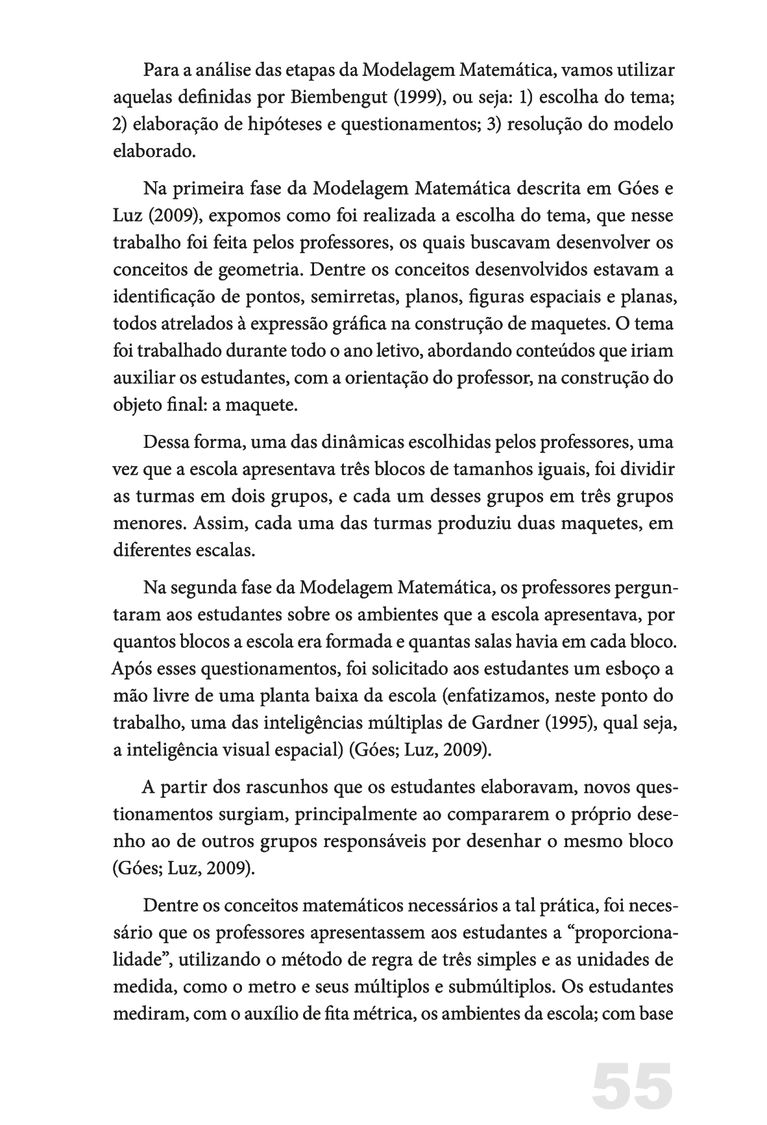 Para a análise das etapas da Modelagem Matemática, vamos utilizar
aquelas definidas por Biembengut (1999), ou seja: 1) escolha do tema;
2) elaboração de hipóteses e questionamentos; 3) resolução do modelo
elaborado.
Na primeira fase da Modelagem Matemática descrita em Góes e
Luz (2009), expomos como foi realizada a escolha do tema, que nesse
trabalho foi feita pelos professores, os quais buscavam desenvolver os
conceitos de geometria. Dentre os conceitos desenvolvidos estavam a
identificação de pontos, semirretas, planos, figuras espaciais e planas,
todos atrelados à expressão gráfica na construção de maquetes. O tema
foi trabalhado durante todo o ano letivo, abordando conteúdos que iriam
auxiliar os estudantes, com a orientação do professor, na construção do
objeto final: a maquete.
Dessa forma, uma das dinâmicas escolhidas pelos professores, uma
vez que a escola apresentava três blocos de tamanhos iguais, foi dividir
as turmas em dois grupos, e cada um desses grupos em três grupos
menores. Assim, cada uma das turmas produziu duas maquetes, em
diferentes escalas.
Na segunda fase da Modelagem Matemática, os professores pergun-
taram aos estudantes sobre os ambientes que a escola apresentava, por
quantos blocos a escola era formada e quantas salas havia em cada bloco.
Após esses questionamentos, foi solicitado aos estudantes um esboço a
mão livre de uma planta baixa da escola (enfatizamos, neste ponto do
trabalho, uma das inteligências múltiplas de Gardner (1995), qual seja,
a inteligência visual espacial) (Góes; Luz, 2009).
A partir dos rascunhos que os estudantes elaboravam, novos ques-
tionamentos surgiam, principalmente ao compararem o próprio dese-
nho ao de outros grupos responsáveis por desenhar o mesmo bloco
(Góes; Luz, 2009).
Dentre os conceitos matemáticos necessários a tal prática, foi neces-
sário que os professores apresentassem aos estudantes a “proporciona-
lidade”, utilizando o método de regra de três simples e as unidades de
medida, como o metro e seus múltiplos e submúltiplos. Os estudantes
mediram, com o auxílio de fita métrica, os ambientes da escola; com base
55